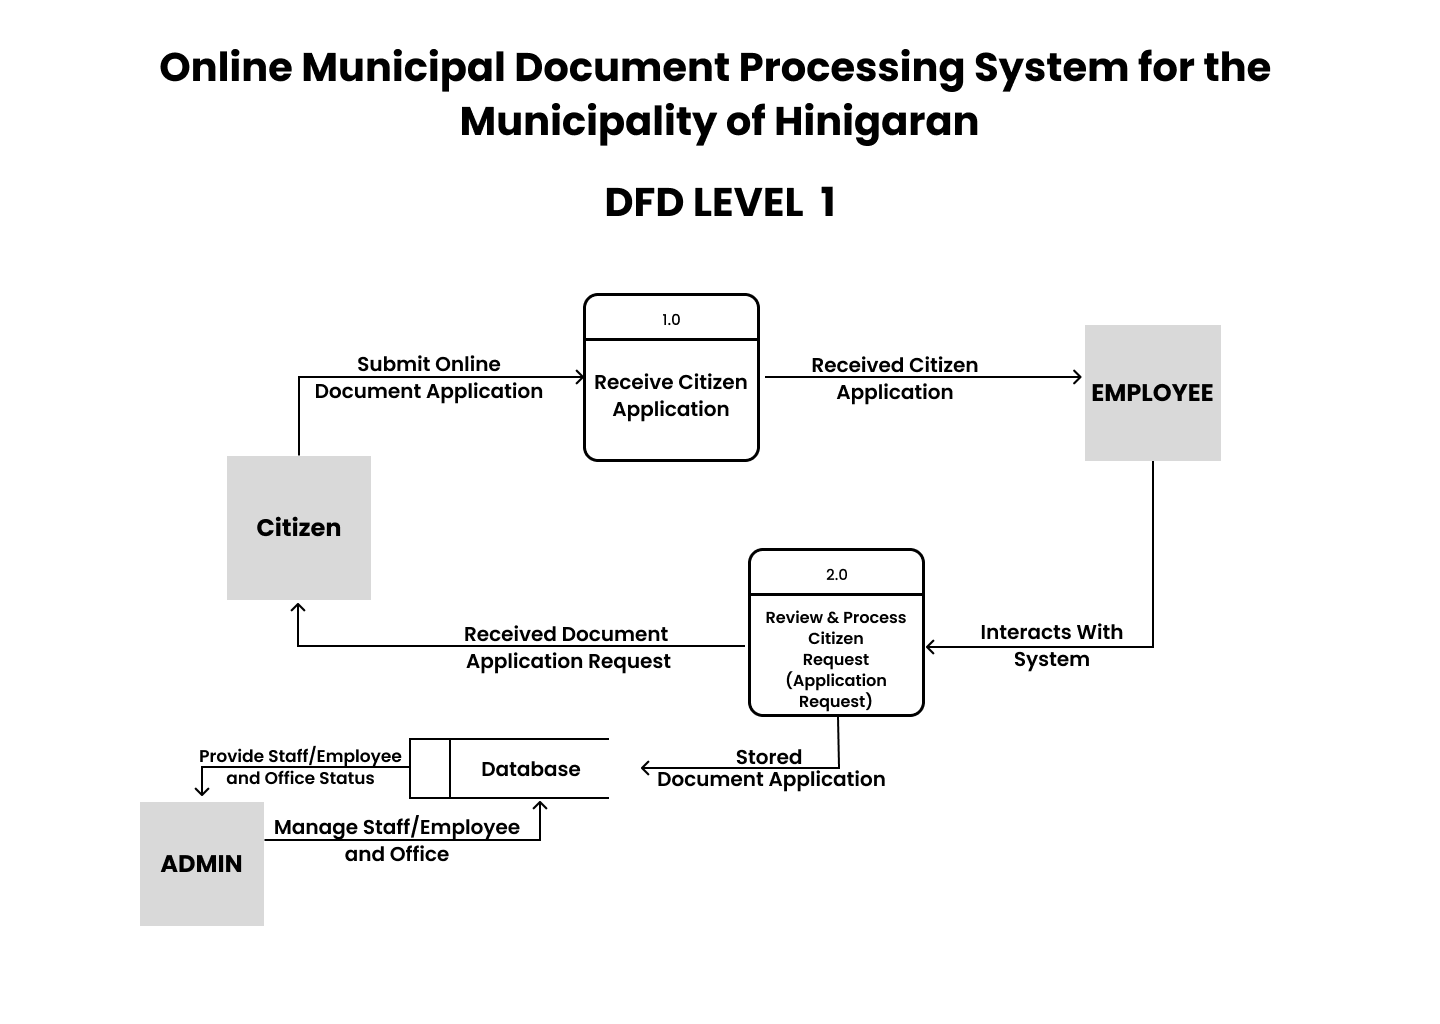 Online Municipal Document Processing System for the
Municipality of Hinigaran
DFD LEVEL 1
1.0
Submit Online
Document Application
Receive Citizen
Application
Received Citizen
Application
EMPLOYEE
Citizen
2.0
Review & Process
Citizen
Request
(Application
Request)
Received Document
Application Request
Interacts With
System
Provide Staff/Employee
and Office Status
Database
Stored
Document Application
Manage Staff/Employee
and Office
ADMIN